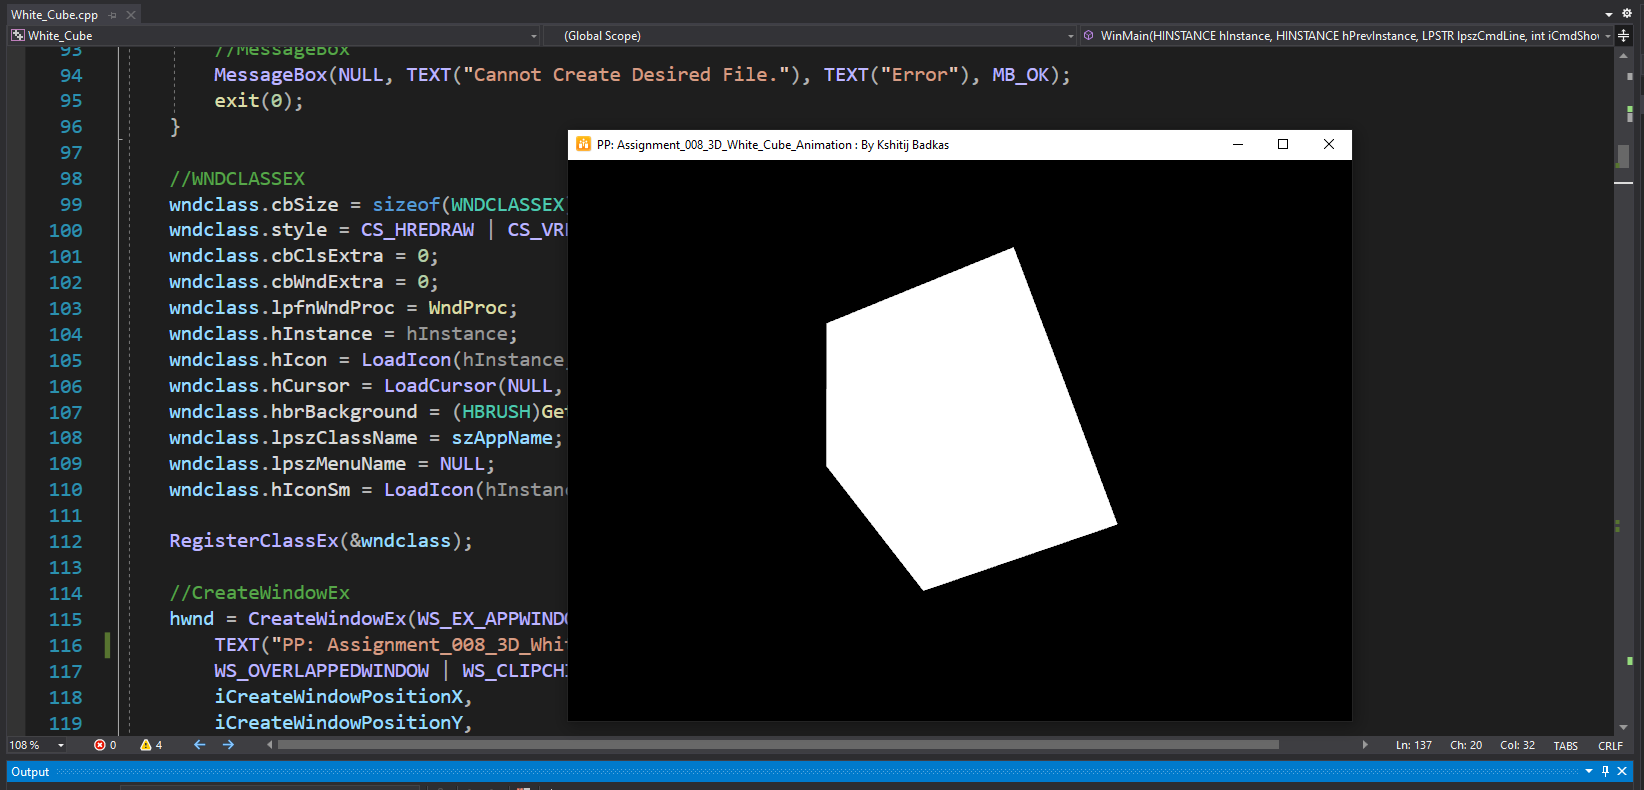 White_Cube.cpp
White_Cube
(Global Scope)
WinMain(HINSTANCE hInstance, HINSTANCE hPrevInstance, LPSTR lpszCmdLine, int iCmdSho
93 //MessageBox
94 MessageBox(NULL, TEXT("Cannot Create Desired File."), TEXT("Error"), MB_OK);
95 exit(0);
96 }
97
98 //WNDCLASSEX
99 wndclass.cbSize = sizeof(WNDCLASSEX
100 wndclass.style = CS_HREDRAW | CS_VR
101 wndclass.cbClsExtra = 0;
102 wndclass.cbWndExtra = 0;
103 wndclass.lpfnWndProc = WndProc;
104 wndclass.hInstance = hInstance;
105 wndclass.hIcon = LoadIcon(hInstance
106 wndclass.hCursor = LoadCursor(NULL,
107 wndclass.hbrBackground = (HBRUSH)Get
108 wndclass.lpszClassName = szAppName;
109 wndclass.lpszMenuName = NULL;
110 wndclass.hIconSm = LoadIcon(hInstan
111
112 RegisterClassEx(&wndclass);
113
114 //CreateWindowEx
115 hwnd = CreateWindowEx(WS_EX_APPWINDO
116 TEXT("PP: Assignment_008_3D_Whi
117 WS_OVERLAPPEDWINDOW | WS_CLIPCHI
118 iCreateWindowPositionX,
119 iCreateWindowPositionY,
PP: Assignment_008_3D_White_Cube_Animation : By Kshitij Badkas
108 %
0
4
Ln: 137
Ch: 20
Col: 32
TABS
CRLF
Output